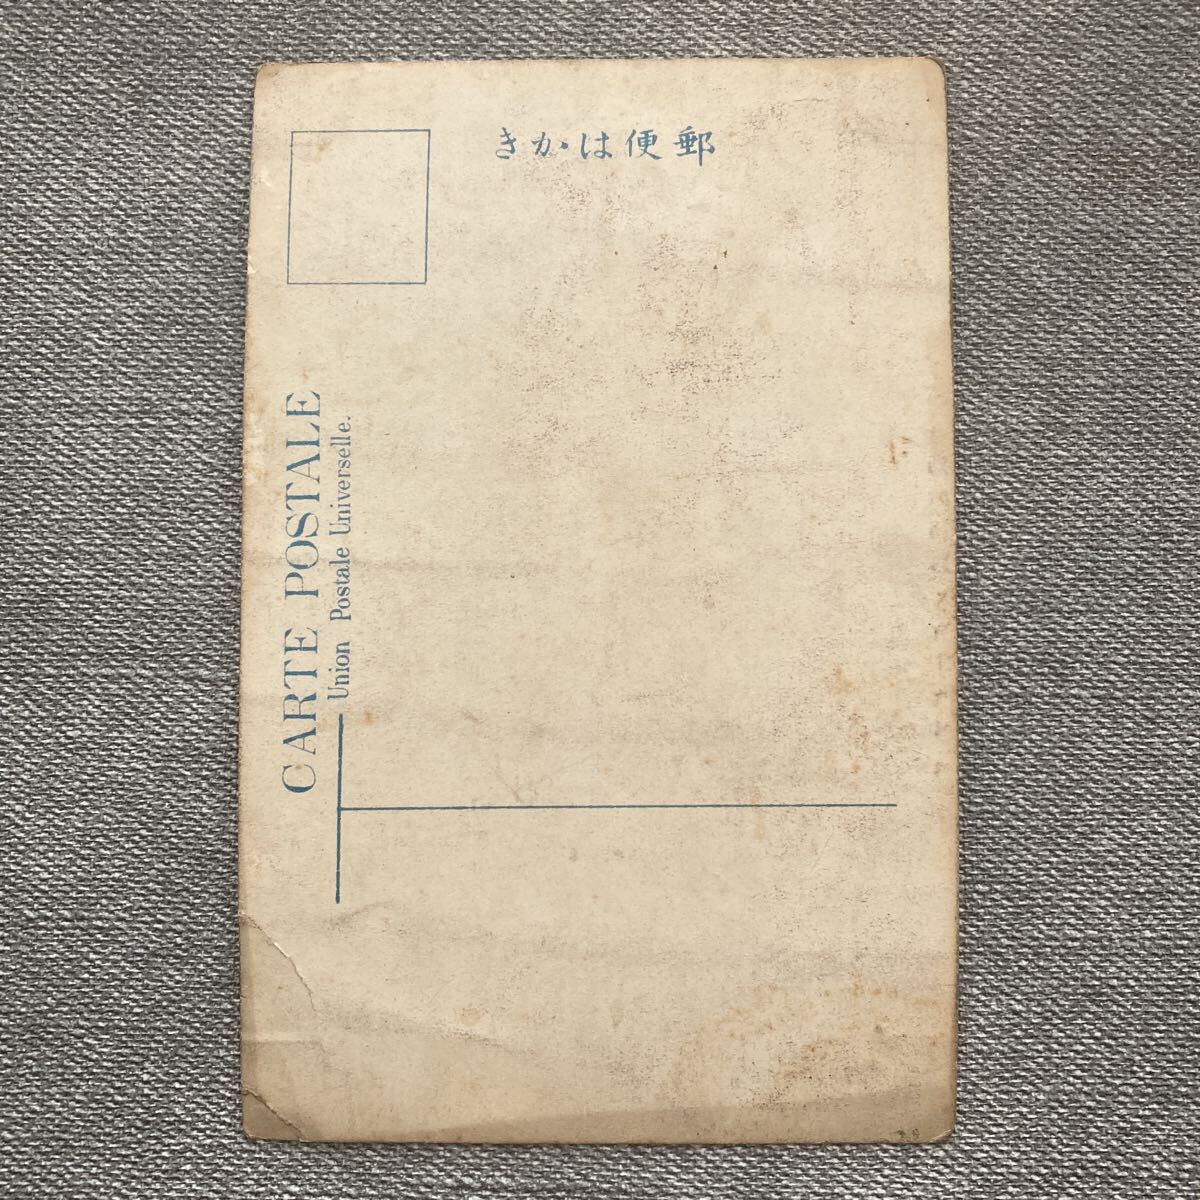 郵便はかき
CARTE POSTALE
Union Postale Universelle.